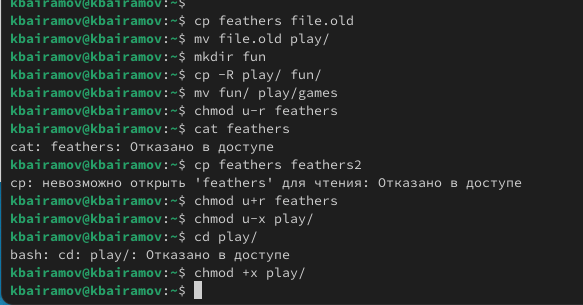 kbairamov@kbairamov:~$
kbairamov@kbairamov:~$ cp feathers file.old
kbairamov@kbairamov:~$ mv file.old play/
kbairamov@kbairamov:~$ mkdir fun
kbairamov@kbairamov:~$ cp -R play/ fun/
kbairamov@kbairamov:~$ mv fun/ play/games
kbairamov@kbairamov:~$ chmod u-r feathers
kbairamov@kbairamov:~$ cat feathers
cat: feathers: Отказано в доступе
kbairamov@kbairamov:~$ cp feathers feathers2
cp: невозможно открыть 'feathers' для чтения: Отказано в доступе
kbairamov@kbairamov:~$ chmod u+r feathers
kbairamov@kbairamov:~$ chmod u-x play/
kbairamov@kbairamov:~$ cd play/
bash: cd: play/: Отказано в доступе
kbairamov@kbairamov:~$ chmod +x play/
kbairamov@kbairamov:~$